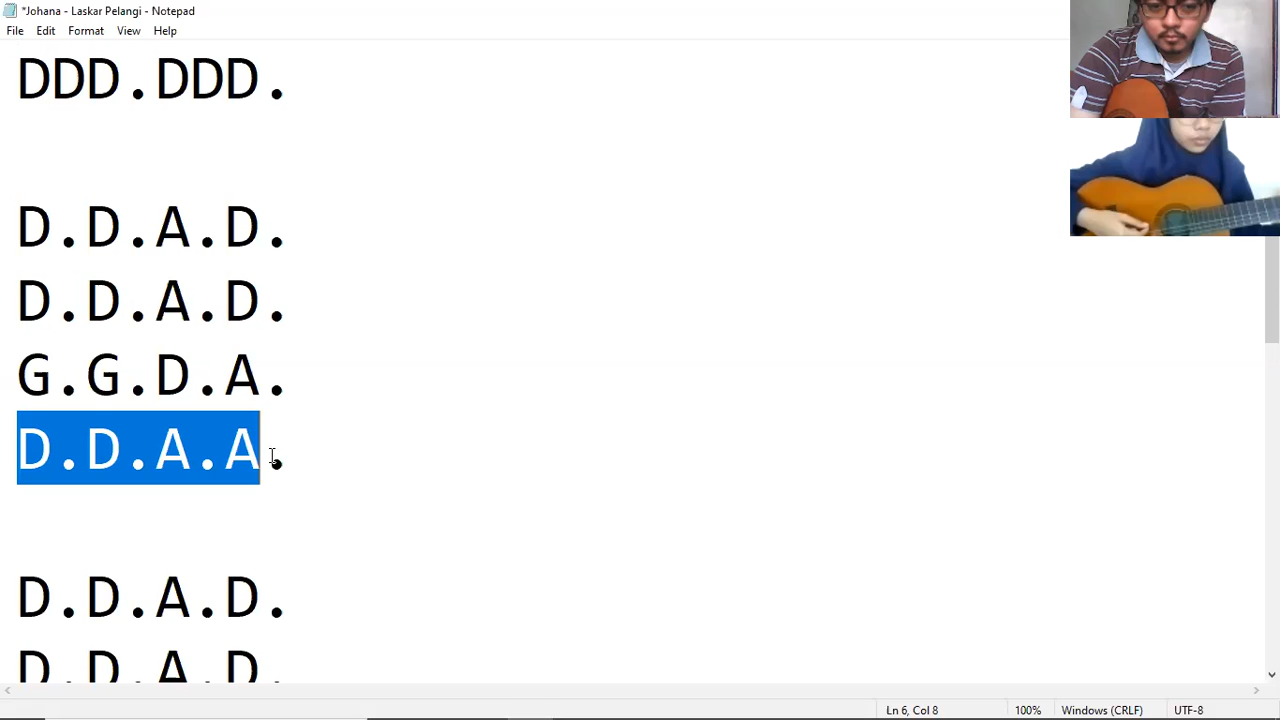 *Johana - Laskar Pelangi - Notepad
File Edit Format View Help
DDD.DDD.
D.D.A.D.
D.D.A.D.
G.G.D.A.
D.D.A.A.
D.D.A.D.
D.D.A.D.
Ln 6, Col 8 100% Windows (CRLF) UTF-8